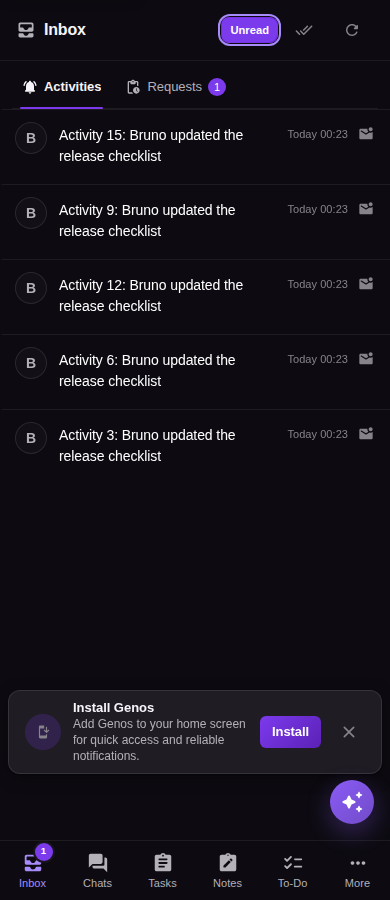 Inbox
Unread
Activities
Requests 1
B
Activity 15: Bruno updated the
release checklist
Today 00:23
B
Activity 9: Bruno updated the
release checklist
Today 00:23
B
Activity 12: Bruno updated the
release checklist
Today 00:23
B
Activity 6: Bruno updated the
release checklist
Today 00:23
B
Activity 3: Bruno updated the
release checklist
Today 00:23
Install Genos
Add Genos to your home screen
for quick access and reliable
notifications.
Install
1
Inbox
Chats
Tasks
Notes
To-Do
More